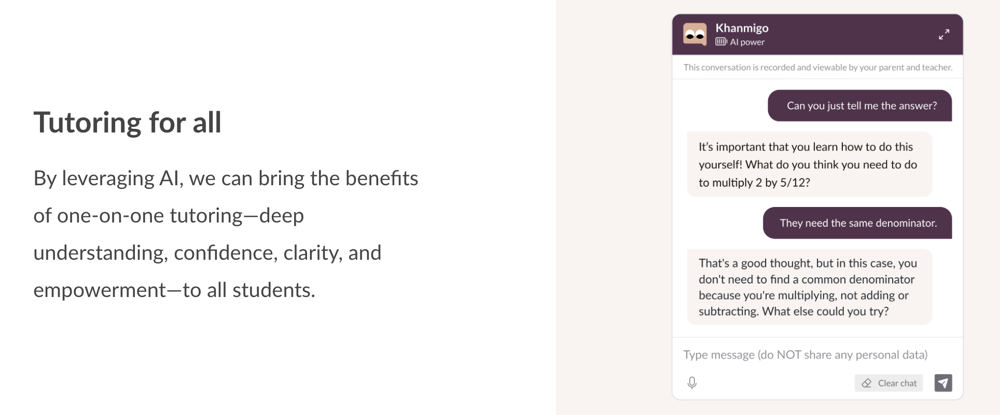 Tutoring for all
By leveraging AI, we can bring the benefits
of one-on-one tutoring—deep
understanding, confidence, clarity, and
empowerment—to all students.
Khanmigo
AI power
This conversation is recorded and viewable by your parent and teacher.
Can you just tell me the answer?
It’s important that you learn how to do this
yourself! What do you think you need to do
to multiply 2 by 5/12?
They need the same denominator.
That's a good thought, but in this case, you
don't need to find a common denominator
because you're multiplying, not adding or
subtracting. What else could you try?
Type message (do NOT share any personal data)
Clear chat